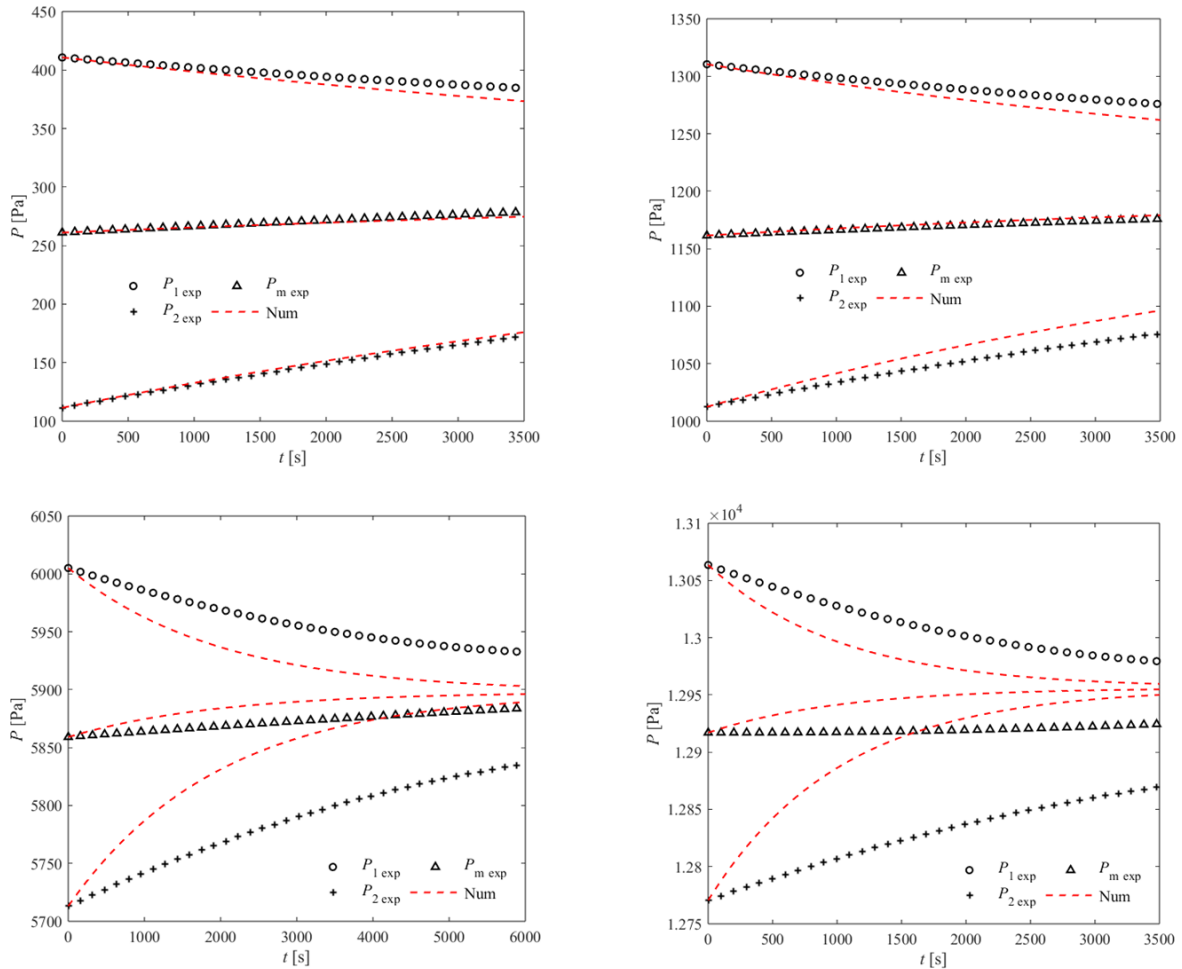 450
400
350
300
250
200
150
100
P [Pa]
P1 exp
Pm exp
P2 exp
Num
0 500 1000 1500 2000 2500 3000 3500
t [s]
1350
1300
1250
1200
1150
1100
1050
1000
P [Pa]
P1 exp
Pm exp
P2 exp
Num
0 500 1000 1500 2000 2500 3000 3500
t [s]
6050
6000
5950
5900
5850
5800
5750
5700
P [Pa]
P1 exp
Pm exp
P2 exp
Num
0 1000 2000 3000 4000 5000 6000
t [s]
×10^4
1.31
1.305
1.3
1.295
1.29
1.285
1.28
1.275
P [Pa]
P1 exp
Pm exp
P2 exp
Num
0 500 1000 1500 2000 2500 3000 3500
t [s]